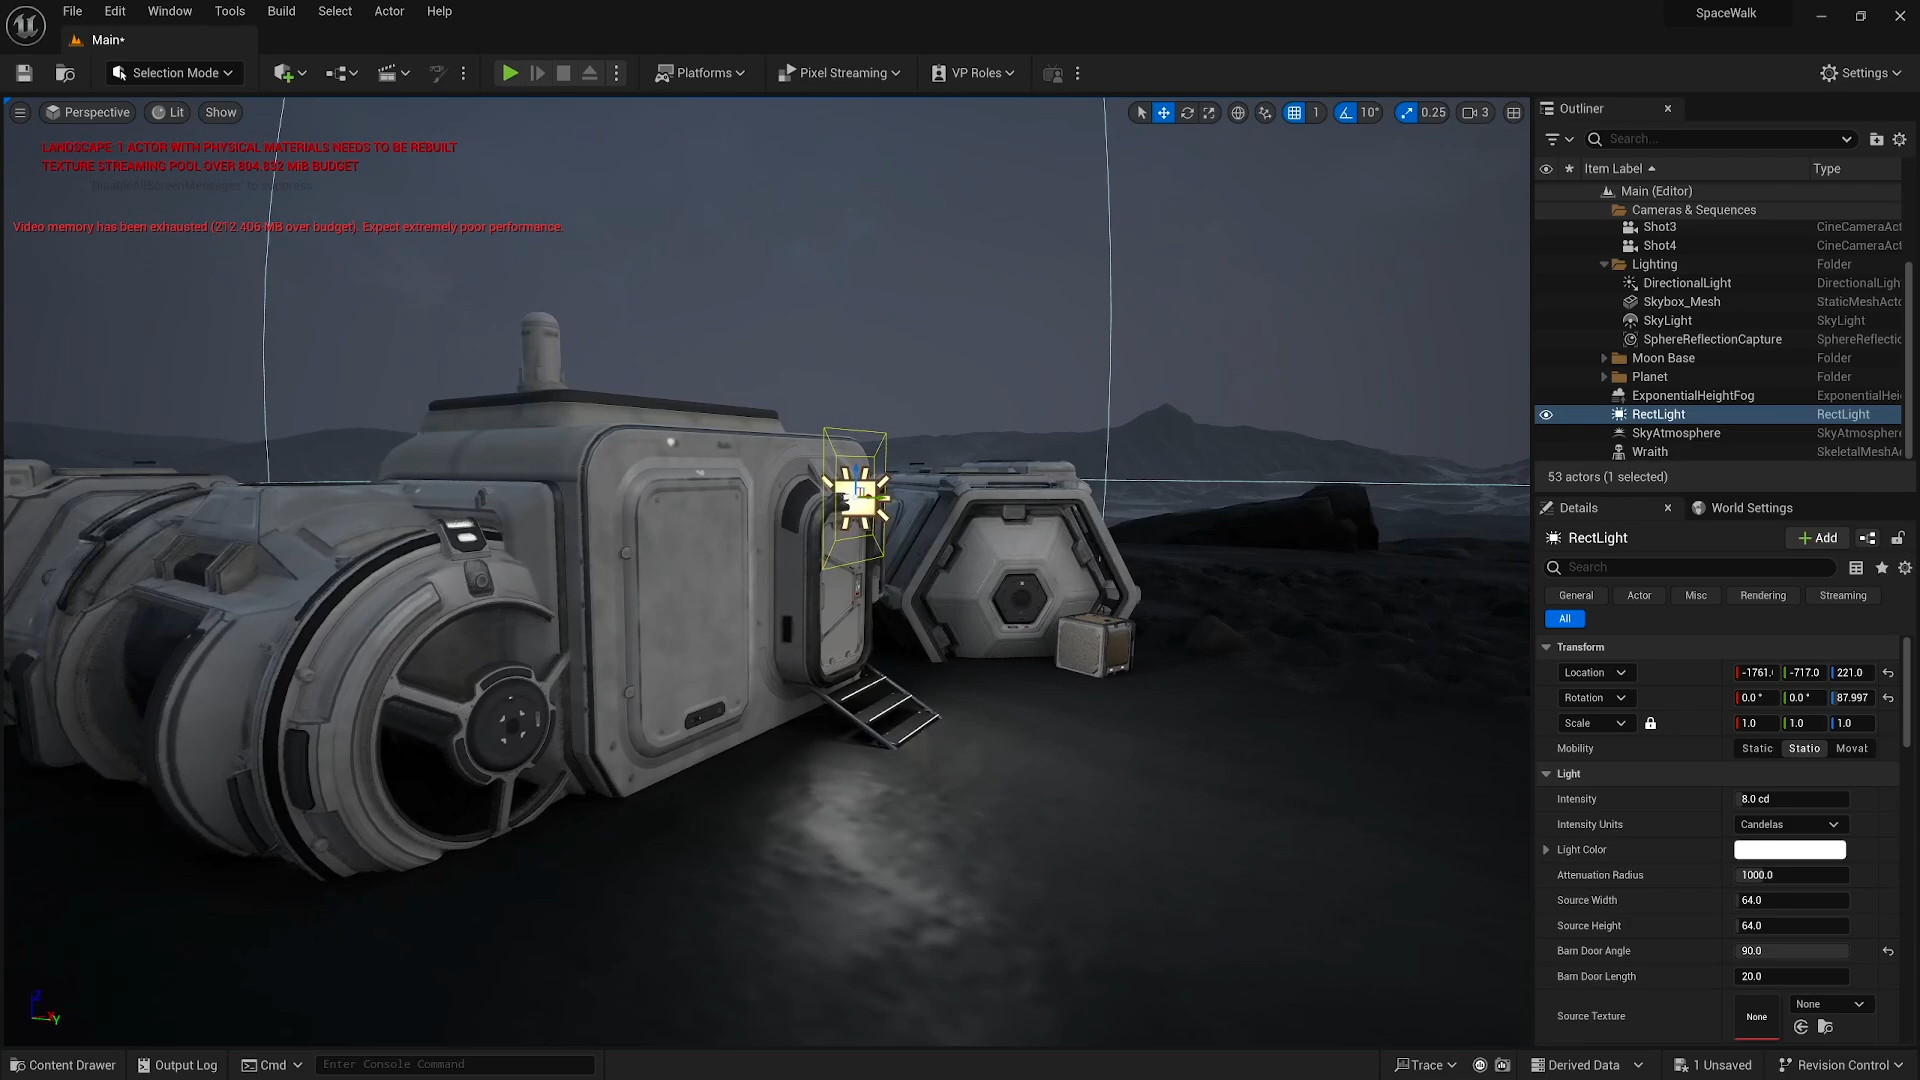 File Edit Window Tools Build Select Actor Help
SpaceWalk
Main*
Selection Mode
Platforms
Pixel Streaming
VP Roles
Settings
Perspective Lit Show
1 10° 0.25 3
LANDSCAPE: 1 ACTOR WITH PHYSICAL MATERIALS NEEDS TO BE REBUILT
TEXTURE STREAMING POOL OVER 804.832 MiB BUDGET
'DisableAllScreenMessages' to suppress
Video memory has been exhausted (212.406 MB over budget). Expect extremely poor performance.
Outliner
Search...
Item Label Type
Main (Editor)
Cameras & Sequences
Shot3 CineCameraAct
Shot4 CineCameraAct
Lighting Folder
DirectionalLight DirectionalLigh
Skybox_Mesh StaticMeshActo
SkyLight SkyLight
SphereReflectionCapture SphereReflectic
Moon Base Folder
Planet Folder
ExponentialHeightFog ExponentialHei
RectLight RectLight
SkyAtmosphere SkyAtmosphere
Wraith SkeletalMeshA
53 actors (1 selected)
Details World Settings
RectLight Add
Search
General Actor Misc Rendering Streaming
All
Transform
Location -1761. -717.0 221.0
Rotation 0.0° 0.0° 87.997
Scale 1.0 1.0 1.0
Mobility Static Statio Movab
Light
Intensity 8.0 cd
Intensity Units Candelas
Light Color
Attenuation Radius 1000.0
Source Width 64.0
Source Height 64.0
Barn Door Angle 90.0
Barn Door Length 20.0
Source Texture None None
Z
X
Y
Content Drawer Output Log Cmd Enter Console Command Trace Derived Data 1 Unsaved Revision Control